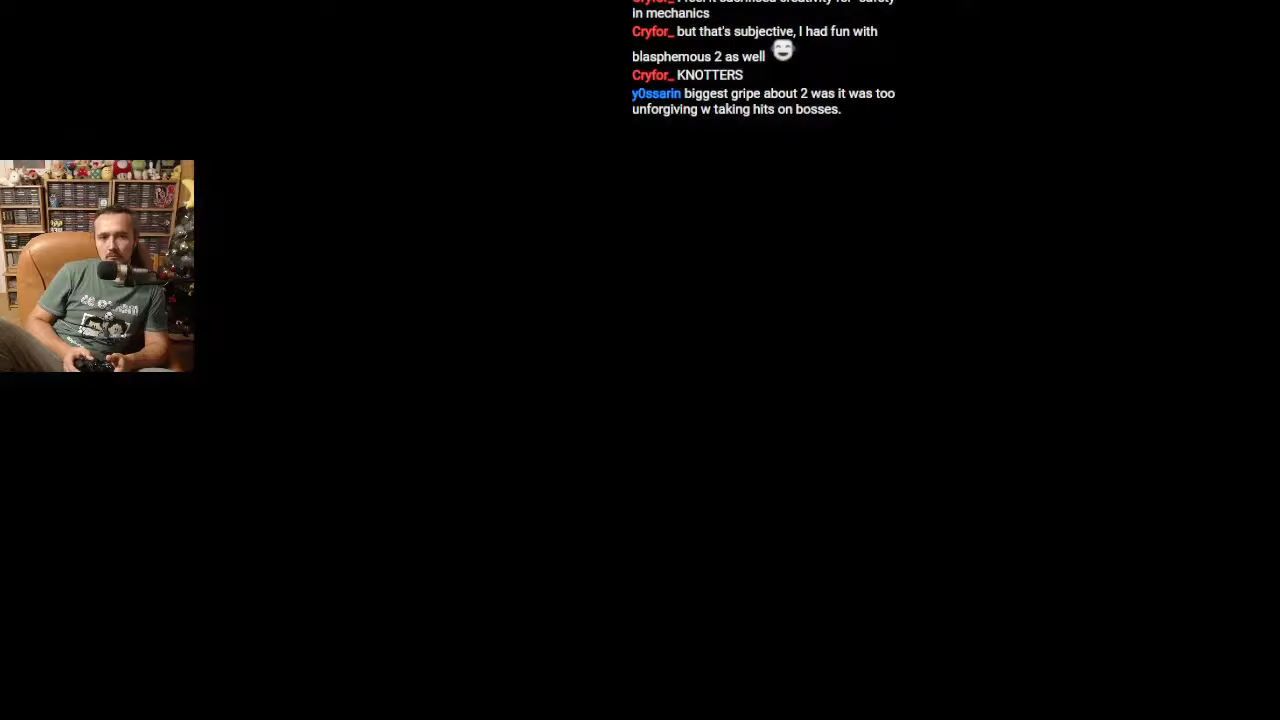 in mechanics
Cryfor_ but that's subjective, I had fun with
blasphemous 2 as well
Cryfor_ KNOTTERS
y0ssarin biggest gripe about 2 was it was too
unforgiving w taking hits on bosses.